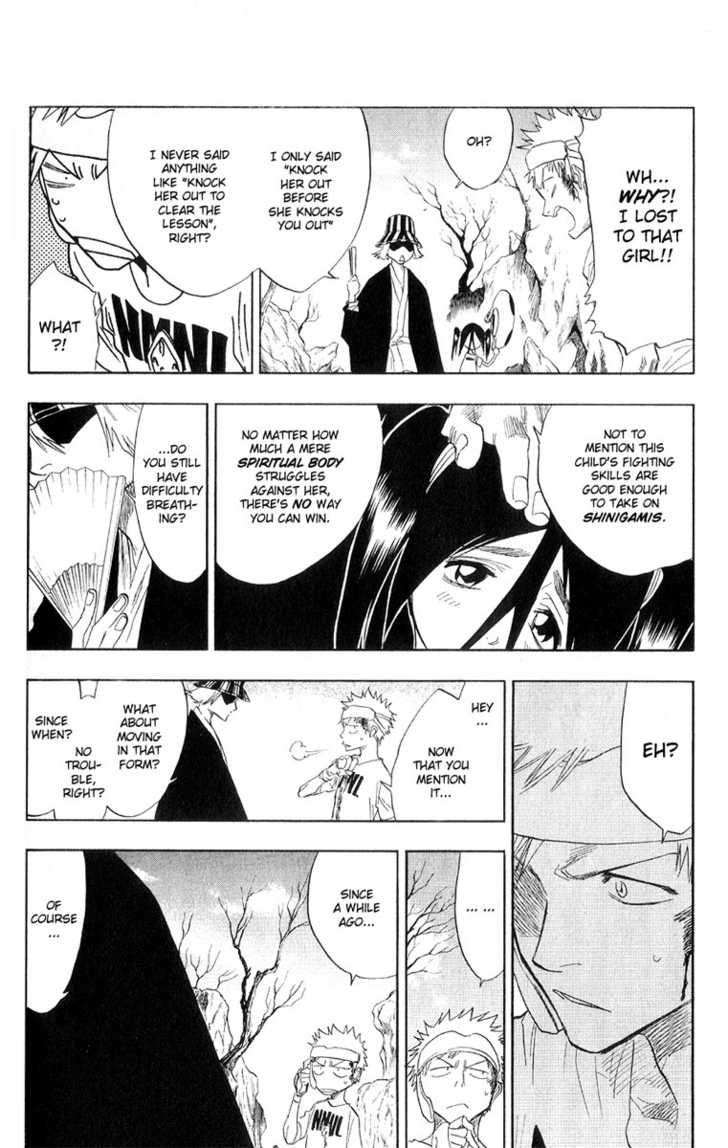 WH...
WHY?!
I LOST
TO THAT
GIRL!!
OH?
I ONLY SAID
"KNOCK
HER OUT
BEFORE
SHE KNOCKS
YOU OUT"
I NEVER SAID
ANYTHING
LIKE "KNOCK
HER OUT TO
CLEAR THE
LESSON",
RIGHT?
WHAT
?!
NOT TO
MENTION THIS
CHILD'S FIGHTING
SKILLS ARE
GOOD ENOUGH
TO TAKE ON
SHINIGAMIS.
NO MATTER HOW
MUCH A MERE
SPIRITUAL BODY
STRUGGLES
AGAINST HER,
THERE'S NO WAY
YOU CAN WIN.
...DO
YOU STILL
HAVE
DIFFICULTY
BREATH-
ING?
EH?
HEY
...
NOW
THAT YOU
MENTION
IT...
WHAT
ABOUT
MOVING
IN THAT
FORM?
NO
TROU-
BLE,
RIGHT?
SINCE
WHEN?
... ...
SINCE
A WHILE
AGO...
OF
COURSE
...